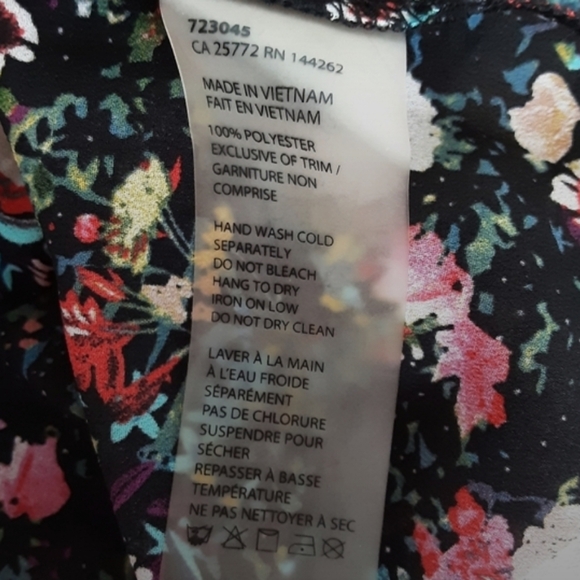 723045
CA 25772 RN 144262
MADE IN VIETNAM
FAIT EN VIETNAM
100% POLYESTER
EXCLUSIVE OF TRIM /
GARNITURE NON
COMPRISE
HAND WASH COLD
SEPARATELY
DO NOT BLEACH
HANG TO DRY
IRON ON LOW
DO NOT DRY CLEAN
LAVER À LA MAIN
À L'EAU FROIDE
SÉPARÉMENT
PAS DE CHLORURE
SUSPENDRE POUR
SÉCHER
REPASSER À BASSE
TEMPÉRATURE
NE PAS NETTOYER À SEC